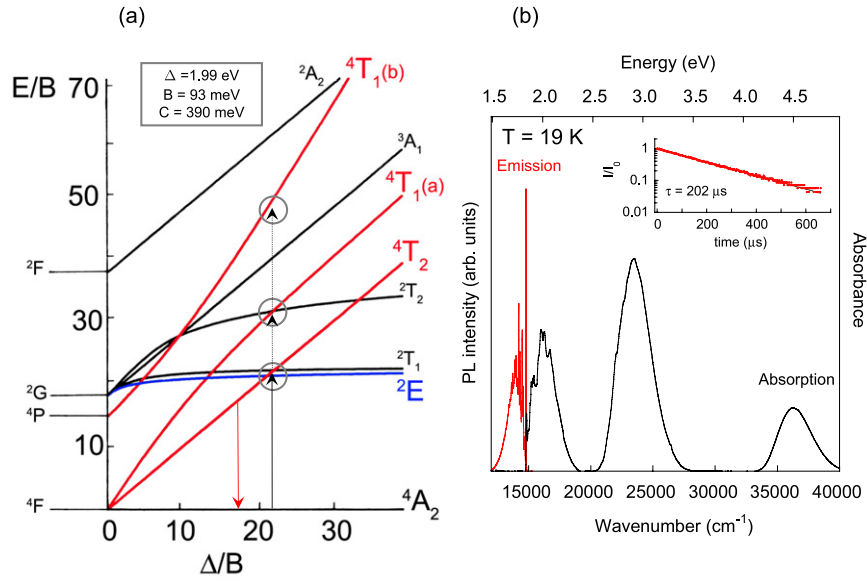 (a)
(b)
E/B
70
50
30
10
Δ =1.99 eV
B = 93 meV
C = 390 meV
²A₂
⁴T₁(b)
³A₁
⁴T₁(a)
⁴T₂
²T₂
²T₁
²E
⁴A₂
²F
²G
⁴P
⁴F
0
10
20
30
Δ/B
Energy (eV)
1.5
2.0
2.5
3.0
3.5
4.0
4.5
T = 19 K
Emission
I/I₀
1
0.1
0.01
τ = 202 μs
0
200
400
600
time (μs)
PL intensity (arb. units)
Absorbance
Absorption
15000
20000
25000
30000
35000
40000
Wavenumber (cm⁻¹)